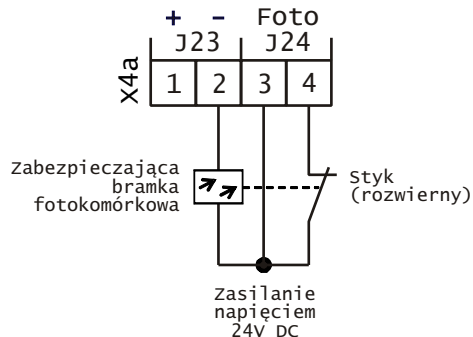 + – Foto
J23 J24
X4a
1 2 3 4
Zabezpieczająca
bramka
fotokomórkowa
Styk
(rozwierny)
Zasilanie
napięciem
24V DC